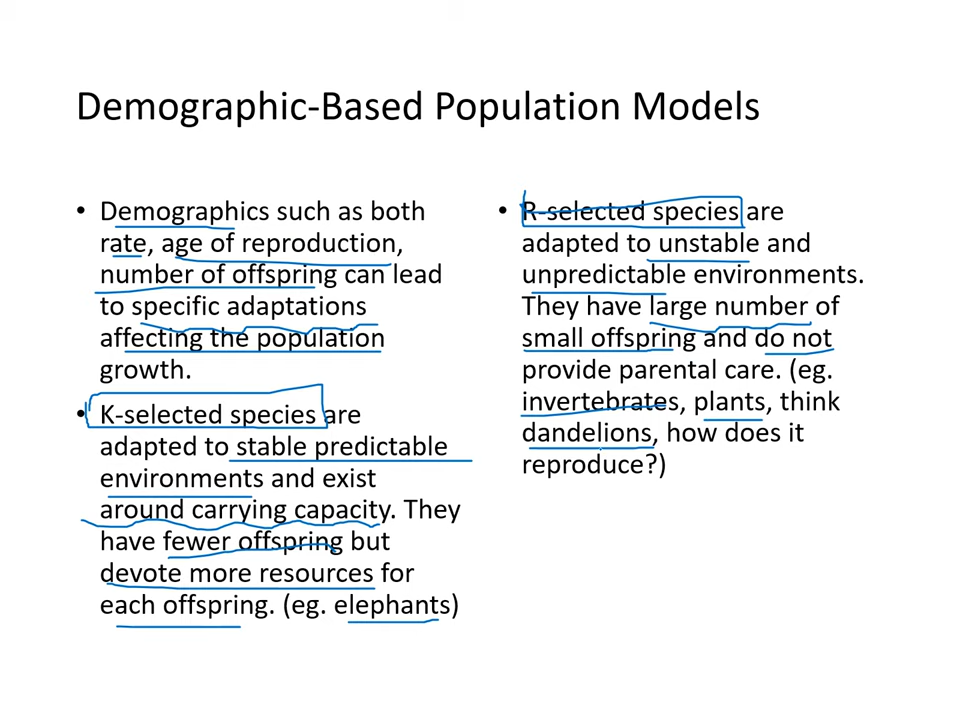 Demographic-Based Population Models
• Demographics such as both
rate, age of reproduction,
number of offspring can lead
to specific adaptations
affecting the population
growth.
• K-selected species are
adapted to stable predictable
environments and exist
around carrying capacity. They
have fewer offspring but
devote more resources for
each offspring. (eg. elephants)
• R-selected species are
adapted to unstable and
unpredictable environments.
They have large number of
small offspring and do not
provide parental care. (eg.
invertebrates, plants, think
dandelions, how does it
reproduce?)